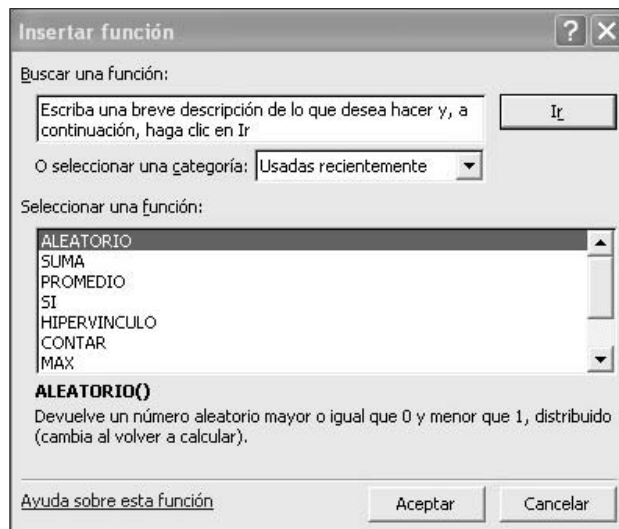 Insertar función
Buscar una función:
Escriba una breve descripción de lo que desea hacer y, a
continuación, haga clic en Ir
Ir
O seleccionar una categoría: Usadas recientemente
Seleccionar una función:
ALEATORIO
SUMA
PROMEDIO
SI
HIPERVINCULO
CONTAR
MAX
ALEATORIO()
Devuelve un número aleatorio mayor o igual que 0 y menor que 1, distribuido
(cambia al volver a calcular).
Ayuda sobre esta función
Aceptar
Cancelar